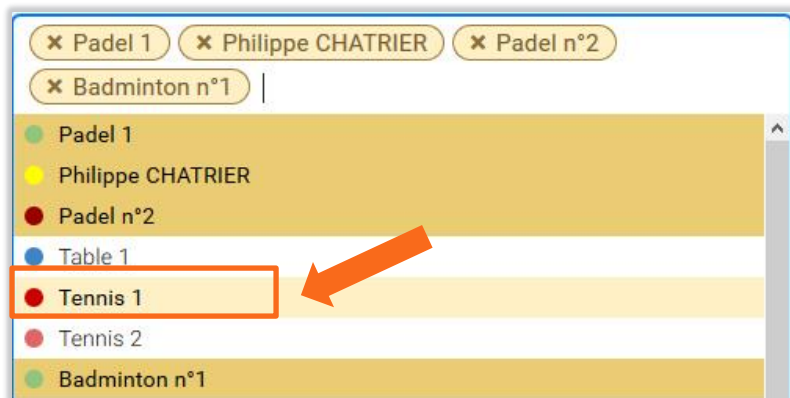 × Padel 1 × Philippe CHATRIER × Padel n°2
× Badminton n°1
Padel 1
Philippe CHATRIER
Padel n°2
Table 1
Tennis 1
Tennis 2
Badminton n°1